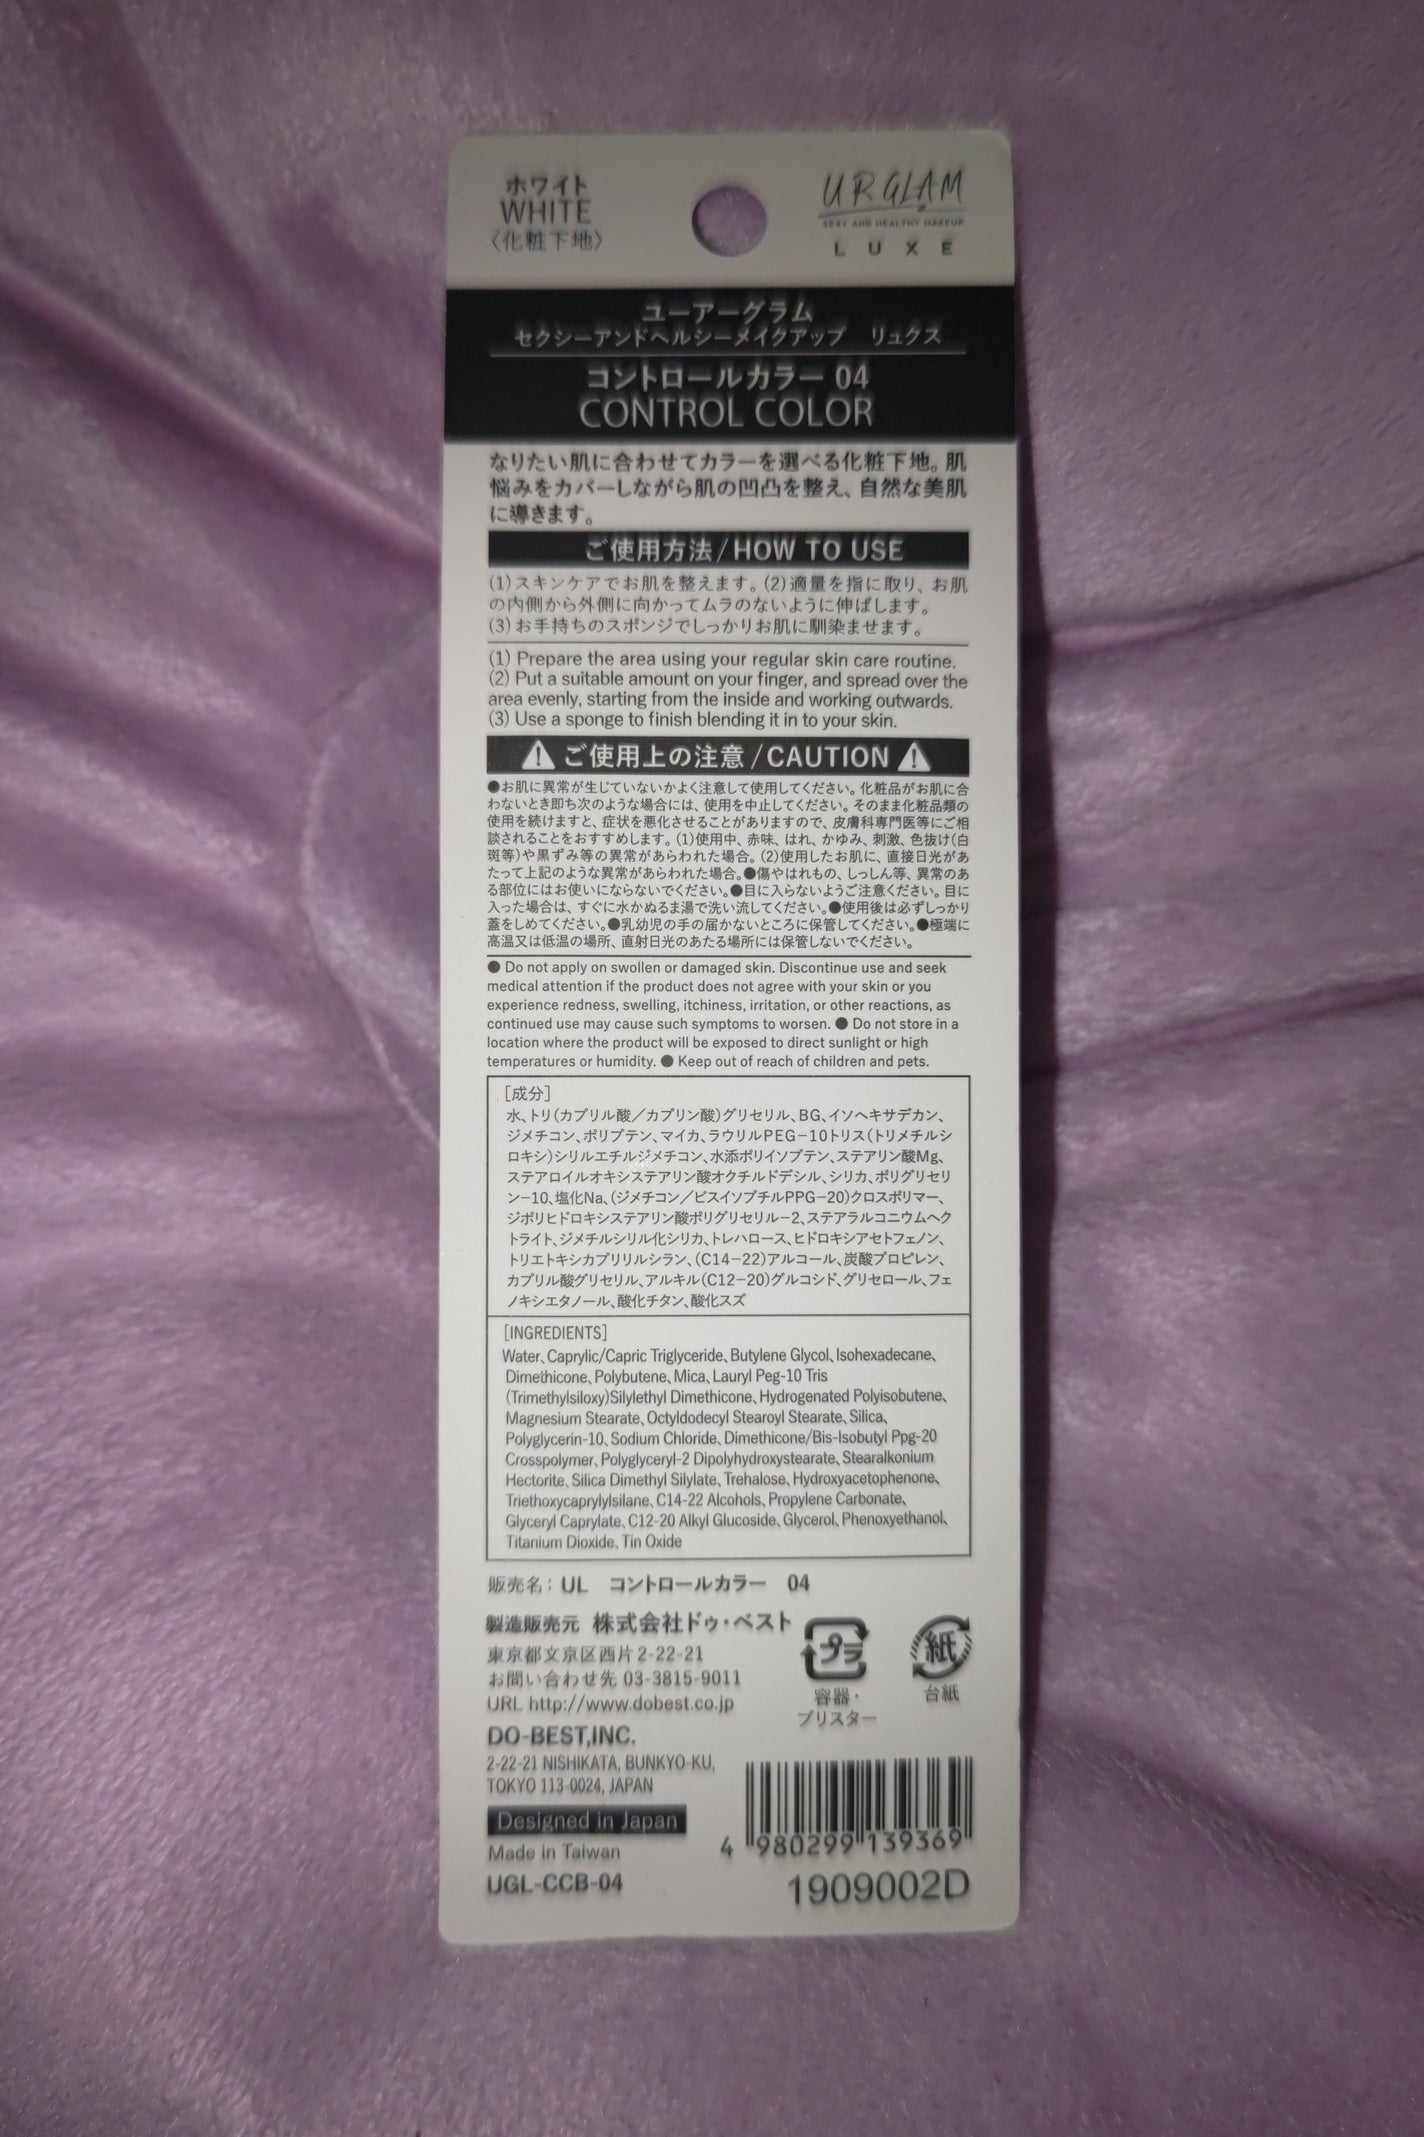 ホワイト
WHITE
〈化粧下地〉
URGLAM
SEXY AND HEALTHY MAKEUP
LUXE
ユーアーグラム
セクシーアンドヘルシーメイクアップ リュクス
コントロールカラー 04
CONTROL COLOR
なりたい肌に合わせてカラーを選べる化粧下地。肌
悩みをカバーしながら肌の凹凸を整え、自然な美肌
に導きます。
ご使用方法/HOW TO USE
(1)スキンケアでお肌を整えます。(2)適量を指に取り、お肌
の内側から外側に向かってムラのないように伸ばします。
(3)お手持ちのスポンジでしっかりお肌に馴染ませます。
(1) Prepare the area using your regular skin care routine.
(2) Put a suitable amount on your finger, and spread over the
area evenly, starting from the inside and working outwards.
(3) Use a sponge to finish blending it in to your skin.
ご使用上の注意/CAUTION
●お肌に異常が生じていないかよく注意して使用してください。化粧品がお肌に合
わないとき即ち次のような場合には、使用を中止してください。そのまま化粧品類の
使用を続けますと、症状を悪化させることがありますので、皮膚科専門医等にご相
談されることをおすすめします。(1)使用中、赤味、はれ、かゆみ、刺激、色抜け(白
斑等)や黒ずみ等の異常があらわれた場合。(2)使用したお肌に、直接日光があ
たって上記のような異常があらわれた場合。●傷やはれもの、しっしん等、異常のあ
る部位にはお使いにならないでください。●目に入らないようご注意ください。目に
入った場合は、すぐに水かぬるま湯で洗い流してください。●使用後は必ずしっかり
蓋をしめてください。●乳幼児の手の届かないところに保管してください。●極端に
高温又は低温の場所、直射日光のあたる場所には保管しないでください。
● Do not apply on swollen or damaged skin. Discontinue use and seek
medical attention if the product does not agree with your skin or you
experience redness, swelling, itchiness, irritation, or other reactions, as
continued use may cause such symptoms to worsen. ● Do not store in a
location where the product will be exposed to direct sunlight or high
temperatures or humidity. ● Keep out of reach of children and pets.
[成分]
水、トリ(カプリル酸／カプリン酸)グリセリル、BG、イソヘキサデカン、
ジメチコン、ポリブテン、マイカ、ラウリルPEG-10トリス(トリメチルシ
ロキシ)シリルエチルジメチコン、水添ポリイソブテン、ステアリン酸Mg、
ステアロイルオキシステアリン酸オクチルドデシル、シリカ、ポリグリセリ
ン-10、塩化Na、(ジメチコン／ビスイソブチルPPG-20)クロスポリマー、
ジポリヒドロキシステアリン酸ポリグリセリル-2、ステアラルコニウムヘク
トライト、ジメチルシリル化シリカ、トレハロース、ヒドロキシアセトフェノン、
トリエトキシカプリリルシラン、(C14-22)アルコール、炭酸プロピレン、
カプリル酸グリセリル、アルキル(C12-20)グルコシド、グリセロール、フェ
ノキシエタノール、酸化チタン、酸化スズ
[INGREDIENTS]
Water、Caprylic/Capric Triglyceride、Butylene Glycol、Isohexadecane、
Dimethicone、Polybutene、Mica、Lauryl Peg-10 Tris
(Trimethylsiloxy)Silylethyl Dimethicone、Hydrogenated Polyisobutene、
Magnesium Stearate、Octyldodecyl Stearoyl Stearate、Silica、
Polyglycerin-10、Sodium Chloride、Dimethicone/Bis-Isobutyl Ppg-20
Crosspolymer、Polyglyceryl-2 Dipolyhydroxystearate、Stearalkonium
Hectorite、Silica Dimethyl Silylate、Trehalose、Hydroxyacetophenone、
Triethoxycaprylylsilane、C14-22 Alcohols、Propylene Carbonate、
Glyceryl Caprylate、C12-20 Alkyl Glucoside、Glycerol、Phenoxyethanol、
Titanium Dioxide、Tin Oxide
販売名：UL コントロールカラー 04
製造販売元 株式会社ドゥ・ベスト
東京都文京区西片2-22-21
お問い合わせ先 03-3815-9011
URL http://www.dobest.co.jp
プラ
容器・
ブリスター
紙
台紙
DO-BEST,INC.
2-22-21 NISHIKATA, BUNKYO-KU,
TOKYO 113-0024, JAPAN
Designed in Japan
Made in Taiwan
UGL-CCB-04
4 980299 139369
1909002D